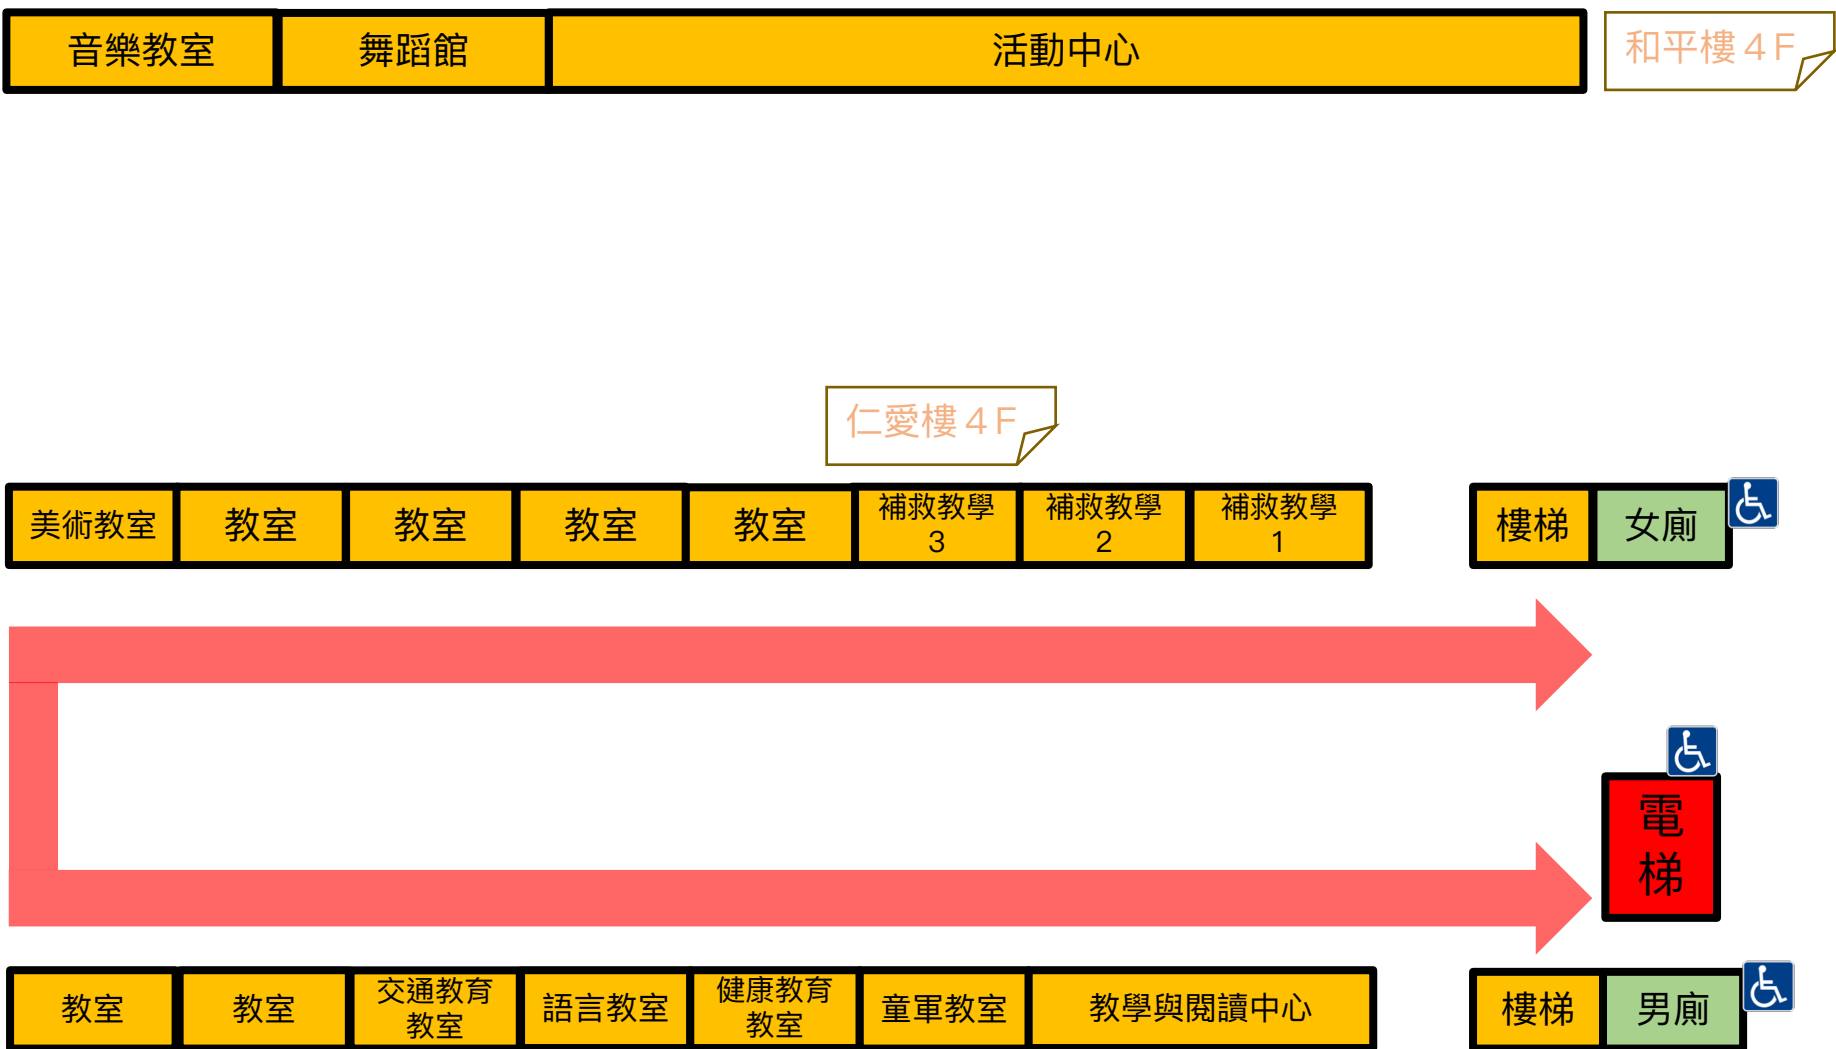 音樂教室
舞蹈館
活動中心
和平樓４Ｆ
仁愛樓４Ｆ
美術教室
教室
教室
教室
教室
補救教學
3
補救教學
2
補救教學
1
樓梯
女廁
電
梯
教室
教室
交通教育
教室
語言教室
健康教育
教室
童軍教室
教學與閱讀中心
樓梯
男廁